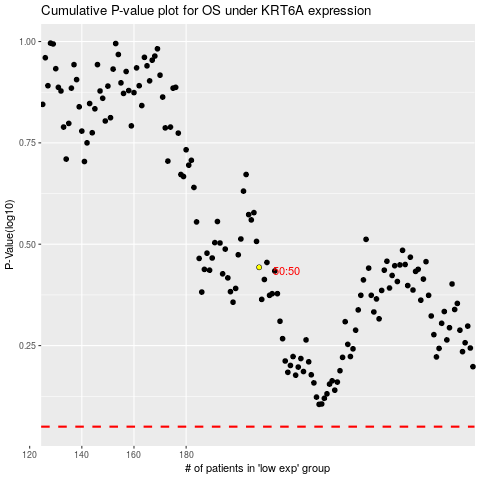 Cumulative P-value plot for OS under KRT6A expression
1.00
0.75
0.50
0.25
P-Value(log10)
50:50
120 140 160 180
# of patients in 'low exp' group